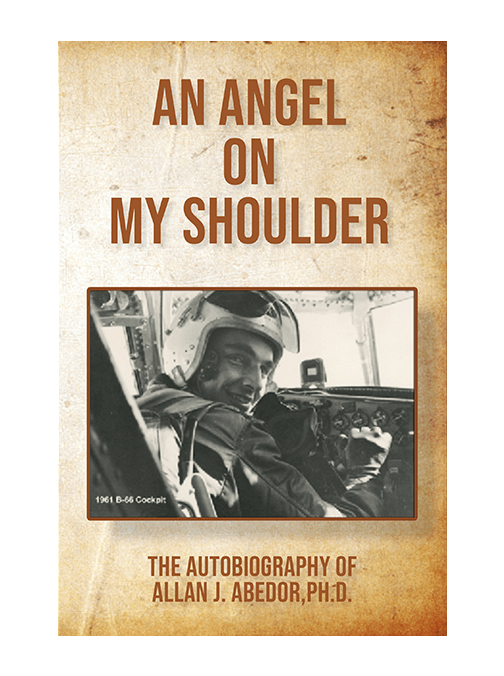 AN ANGEL
ON
MY SHOULDER
1961 B-66 Cockpit
THE AUTOBIOGRAPHY OF
ALLAN J. ABEDOR,PH.D.